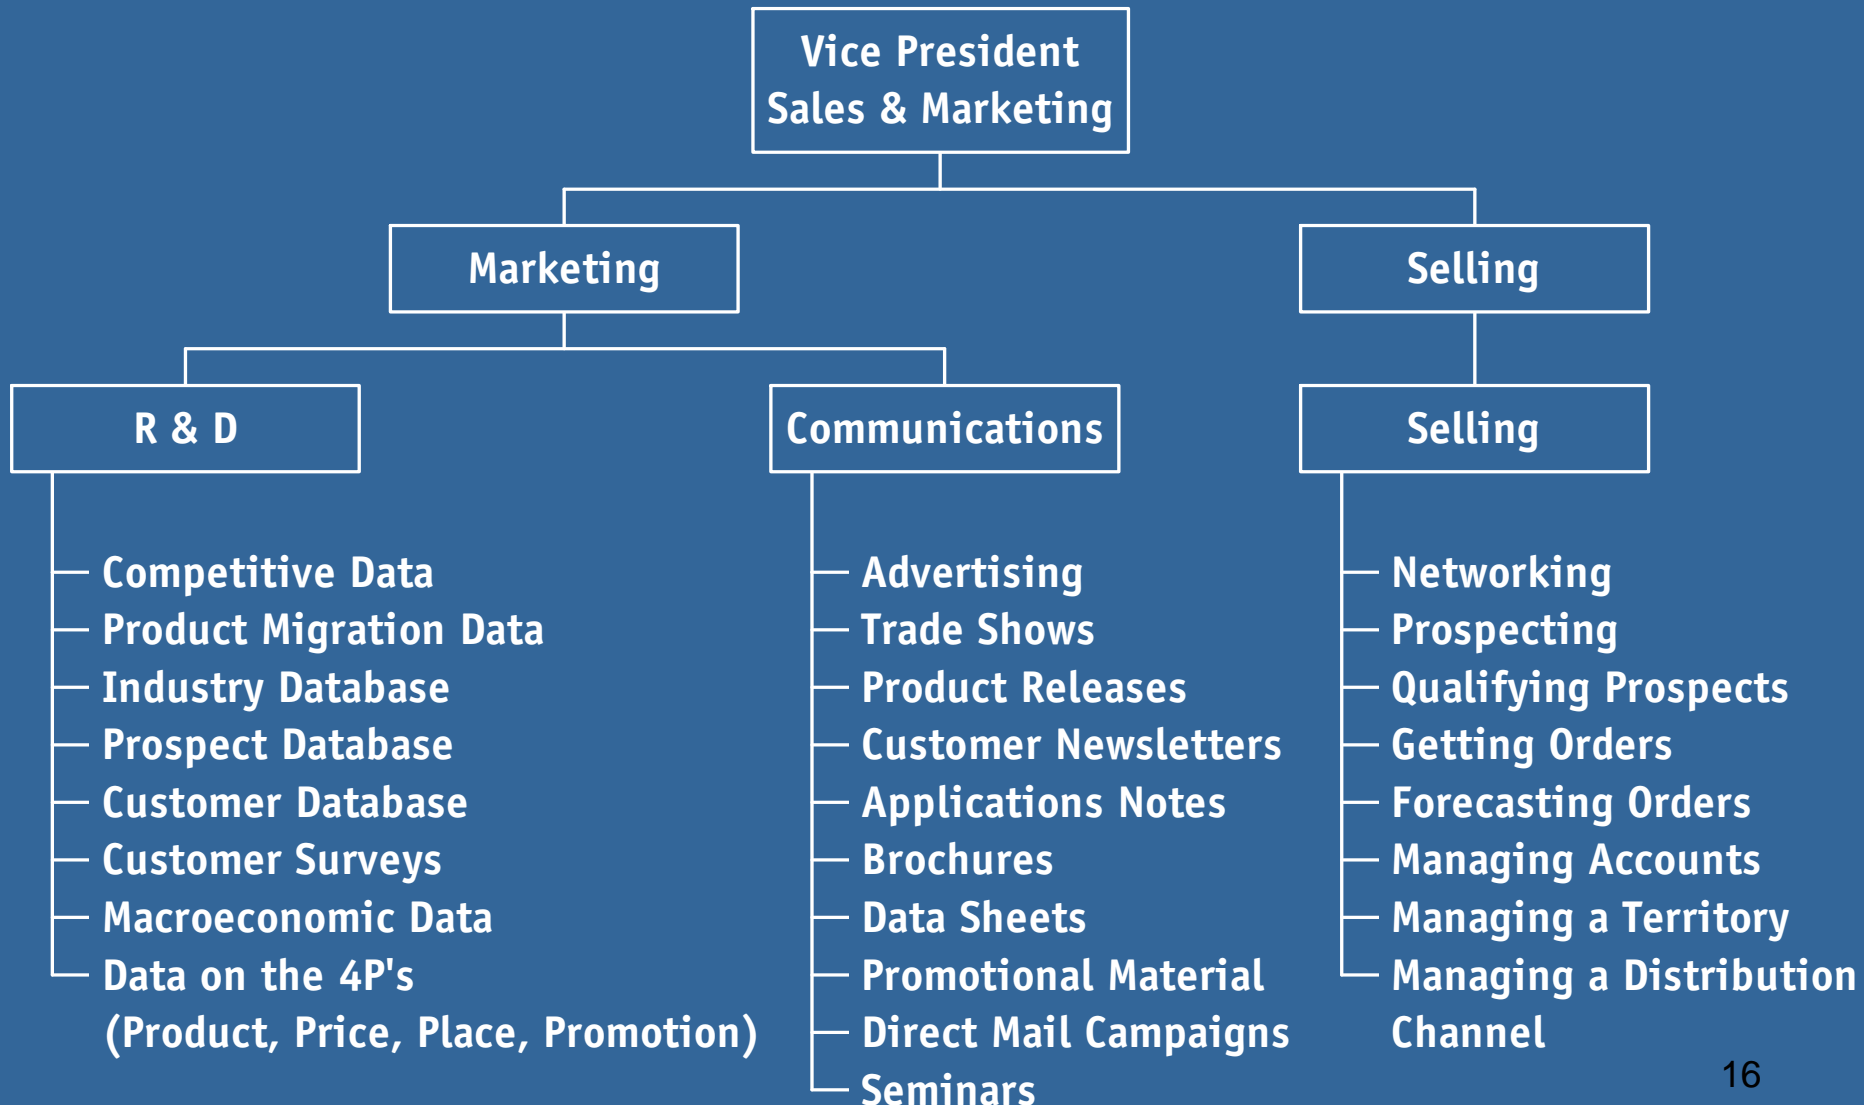 Vice President
Sales & Marketing
Marketing
Selling
R & D
Communications
Selling
Competitive Data
Product Migration Data
Industry Database
Prospect Database
Customer Database
Customer Surveys
Macroeconomic Data
Data on the 4P's
(Product, Price, Place, Promotion)
Advertising
Trade Shows
Product Releases
Customer Newsletters
Applications Notes
Brochures
Data Sheets
Promotional Material
Direct Mail Campaigns
Seminars
Networking
Prospecting
Qualifying Prospects
Getting Orders
Forecasting Orders
Managing Accounts
Managing a Territory
Managing a Distribution
Channel
16